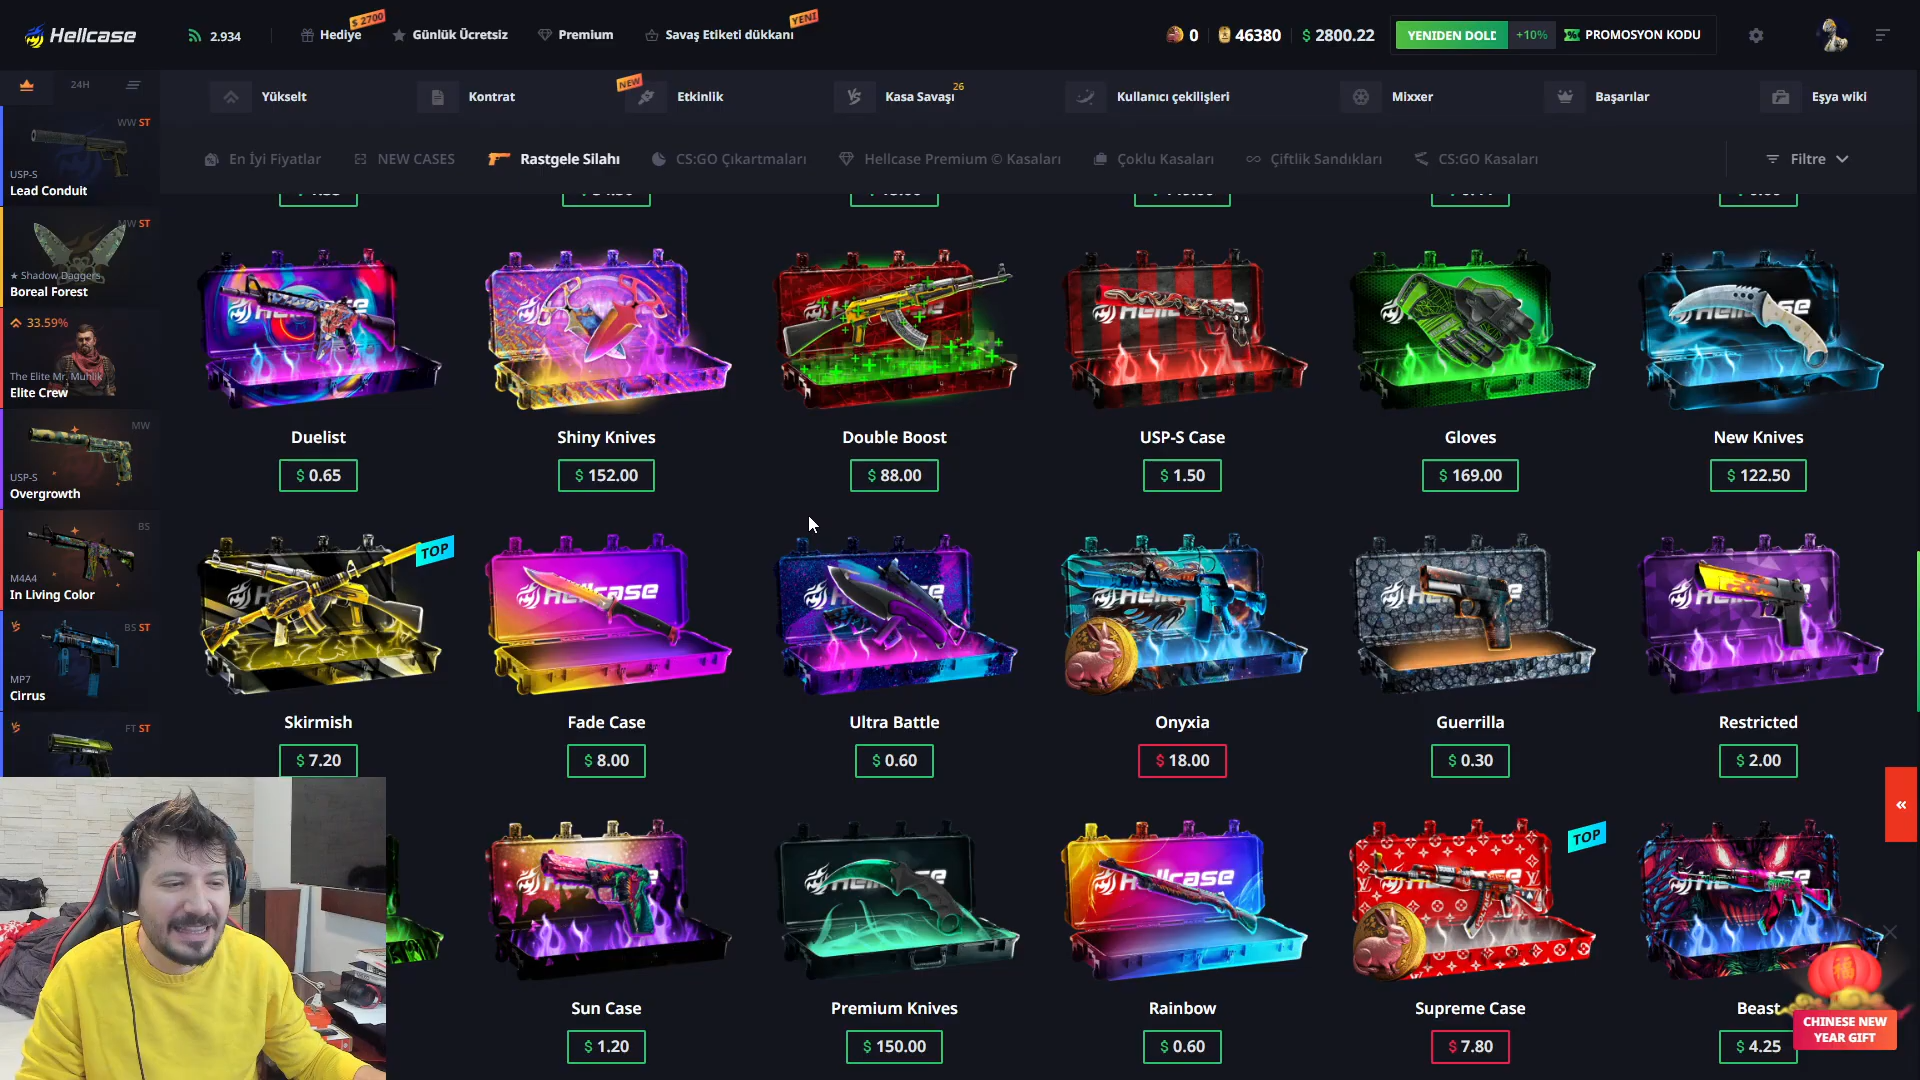 Hellcase
2.934
Hediye
$ 2700
Günlük Ücretsiz
Premium
Savaş Etiketi dükkanı
YENİ
0
46380
$ 2800.22
YENİDEN DOLD
+10%
PROMOSYON KODU
24H
Yükselt
Kontrat
NEW
Etkinlik
Kasa Savaşı
26
Kullanıcı çekilişleri
Mixxer
Başarılar
Eşya wiki
En İyi Fiyatlar
NEW CASES
Rastgele Silahı
CS:GO Çıkartmaları
Hellcase Premium © Kasaları
Çoklu Kasaları
Çiftlik Sandıkları
CS:GO Kasaları
Filtre
WW ST
USP-S
Lead Conduit
MW ST
★ Shadow Daggers
Boreal Forest
33.59%
The Elite Mr. Muhlik
Elite Crew
MW
USP-S
Overgrowth
BS
M4A4
In Living Color
BS ST
MP7
Cirrus
FT ST
Duelist
$ 0.65
Shiny Knives
$ 152.00
Double Boost
$ 88.00
USP-S Case
$ 1.50
Gloves
$ 169.00
New Knives
$ 122.50
TOP
Skirmish
$ 7.20
Fade Case
$ 8.00
Ultra Battle
$ 0.60
Onyxia
$ 18.00
Guerrilla
$ 0.30
Restricted
$ 2.00
Sun Case
$ 1.20
Premium Knives
$ 150.00
Rainbow
$ 0.60
TOP
Supreme Case
$ 7.80
Beast
$ 4.25
福
CHINESE NEW
YEAR GIFT